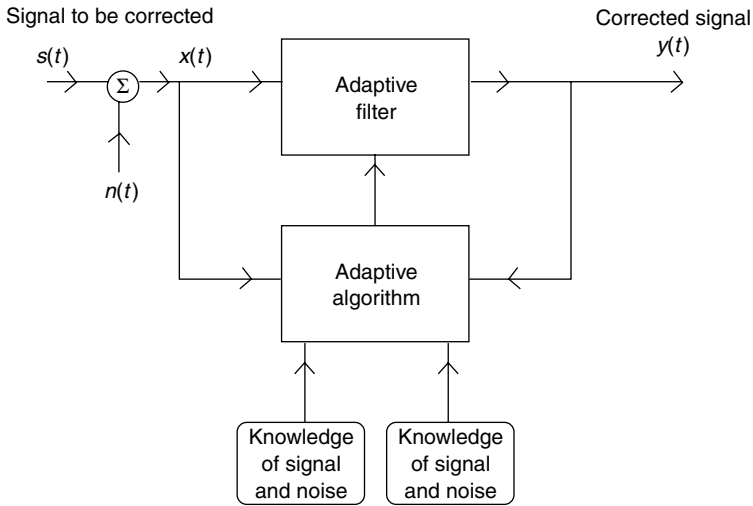 Signal to be corrected
Corrected signal
s(t)
x(t)
y(t)
Σ
n(t)
Adaptive
filter
Adaptive
algorithm
Knowledge
of signal
and noise
Knowledge
of signal
and noise